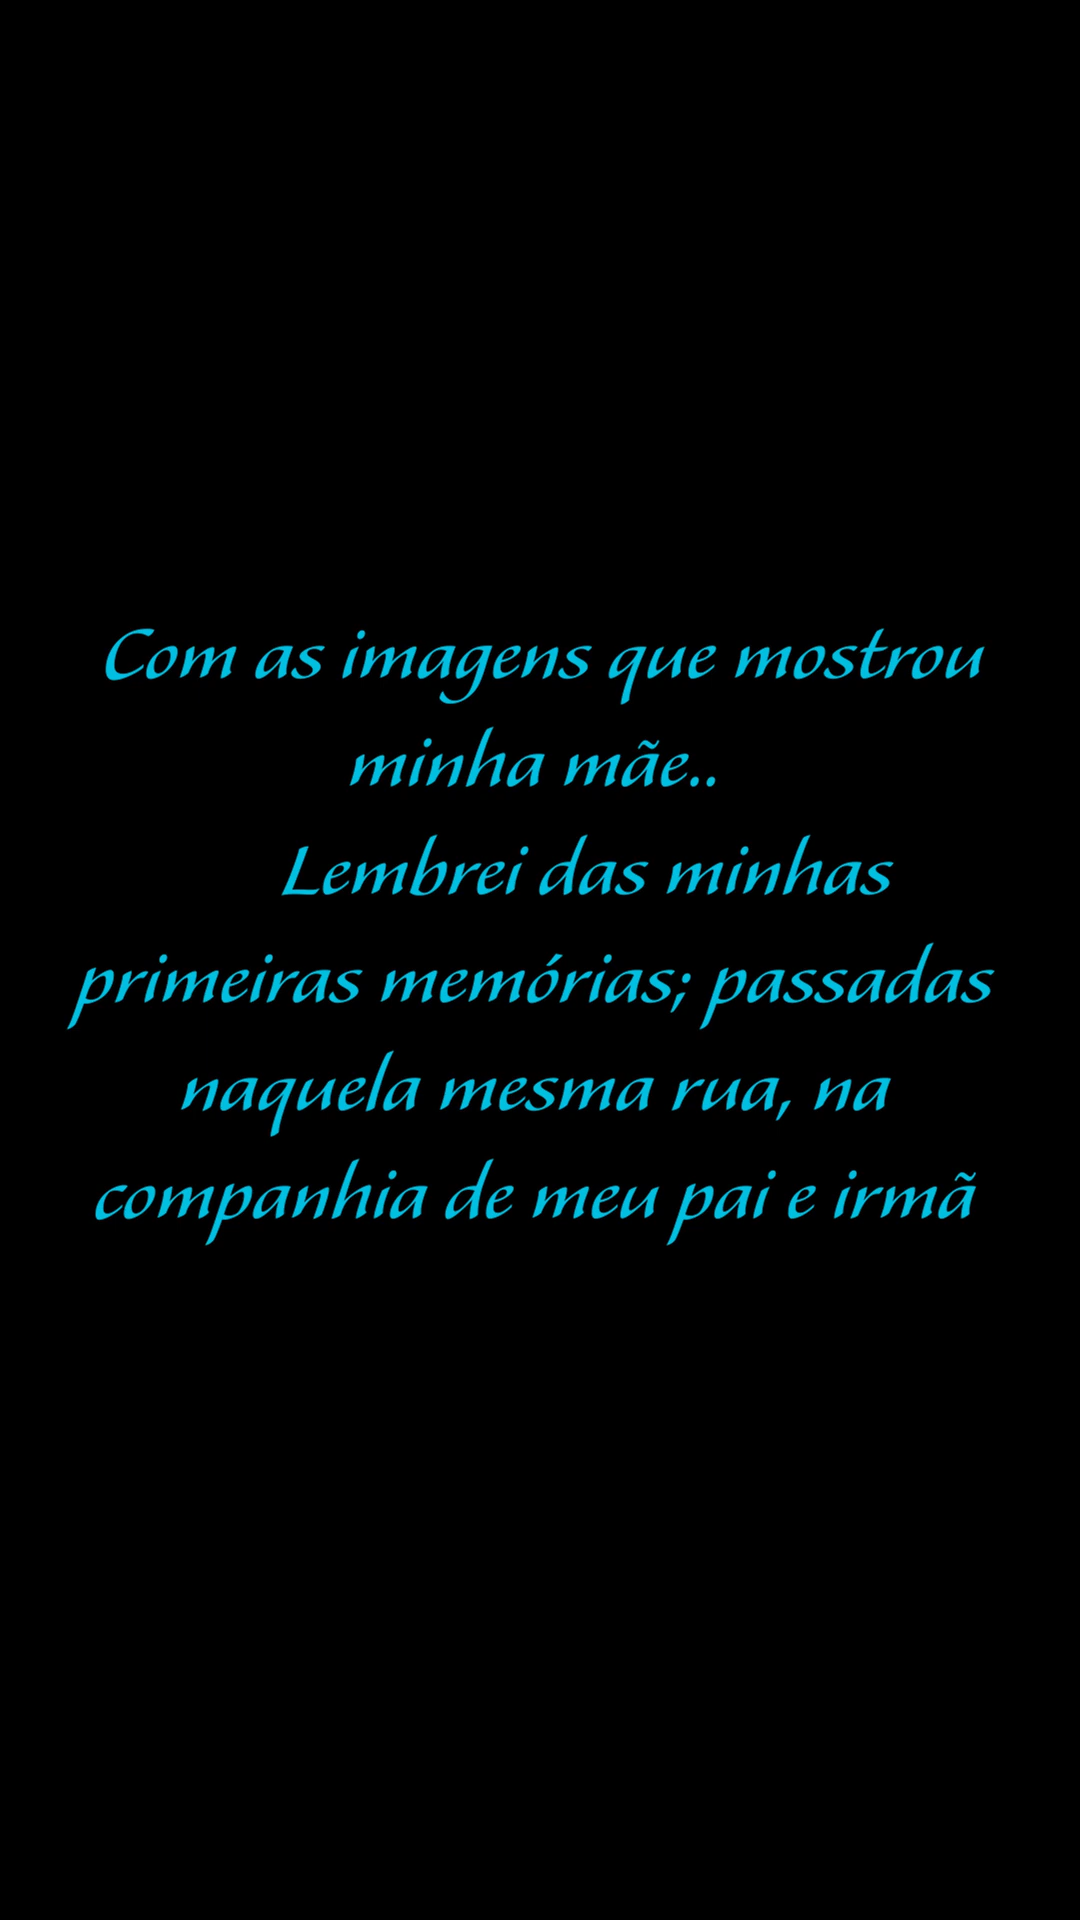 Com as imagens que mostrou
minha mãe..
Lembrei das minhas
primeiras memórias; passadas
naquela mesma rua, na
companhia de meu pai e irmã